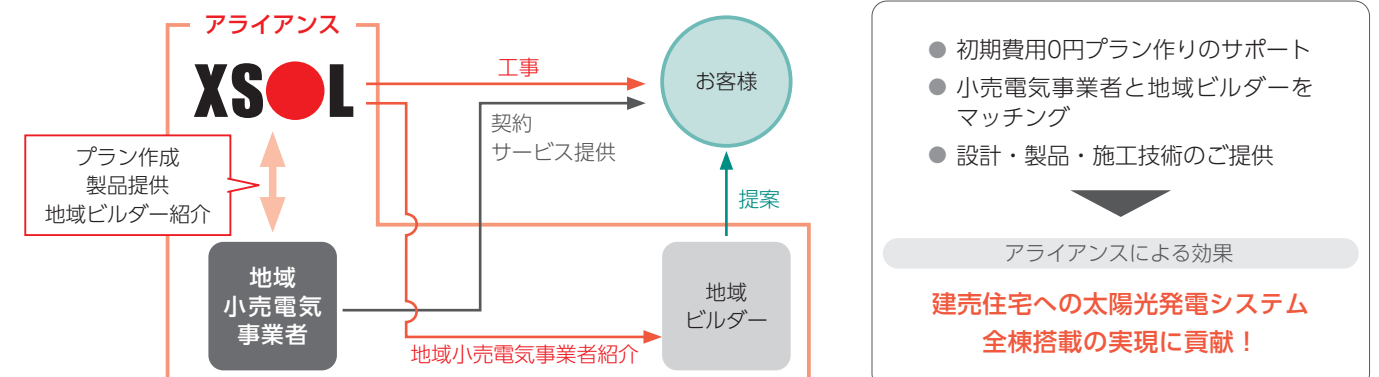 アライアンス
XSOL
工事
お客様
契約
サービス提供
プラン作成
製品提供
地域ビルダー紹介
提案
地域
小売電気
事業者
地域
ビルダー
地域小売電気事業者紹介
● 初期費用0円プラン作りのサポート
● 小売電気事業者と地域ビルダーを
マッチング
● 設計・製品・施工技術のご提供
アライアンスによる効果
建売住宅への太陽光発電システム
全棟搭載の実現に貢献！